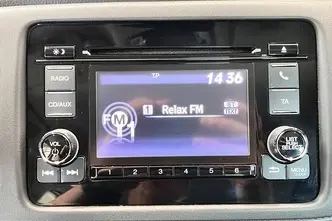 TP 14 36
RADIO
CD/AUX
TA
FM1
1 Relax FM
ST
TEXT
VOL
LIST
SELECT
MENU
1 2 3 4 5 6